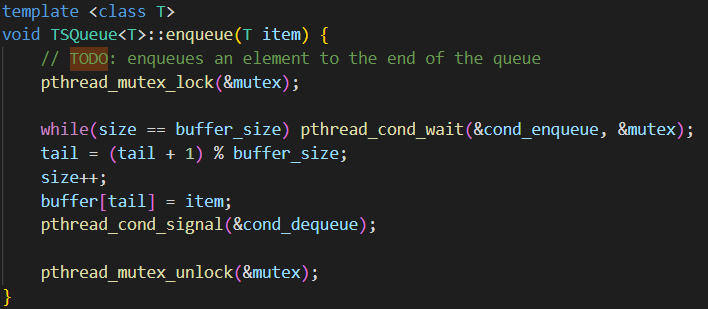 template <class T>
void TSQueue<T>::enqueue(T item) {
    // TODO: enqueues an element to the end of the queue
    pthread_mutex_lock(&mutex);

    while(size == buffer_size) pthread_cond_wait(&cond_enqueue, &mutex);
    tail = (tail + 1) % buffer_size;
    size++;
    buffer[tail] = item;
    pthread_cond_signal(&cond_dequeue);

    pthread_mutex_unlock(&mutex);
}